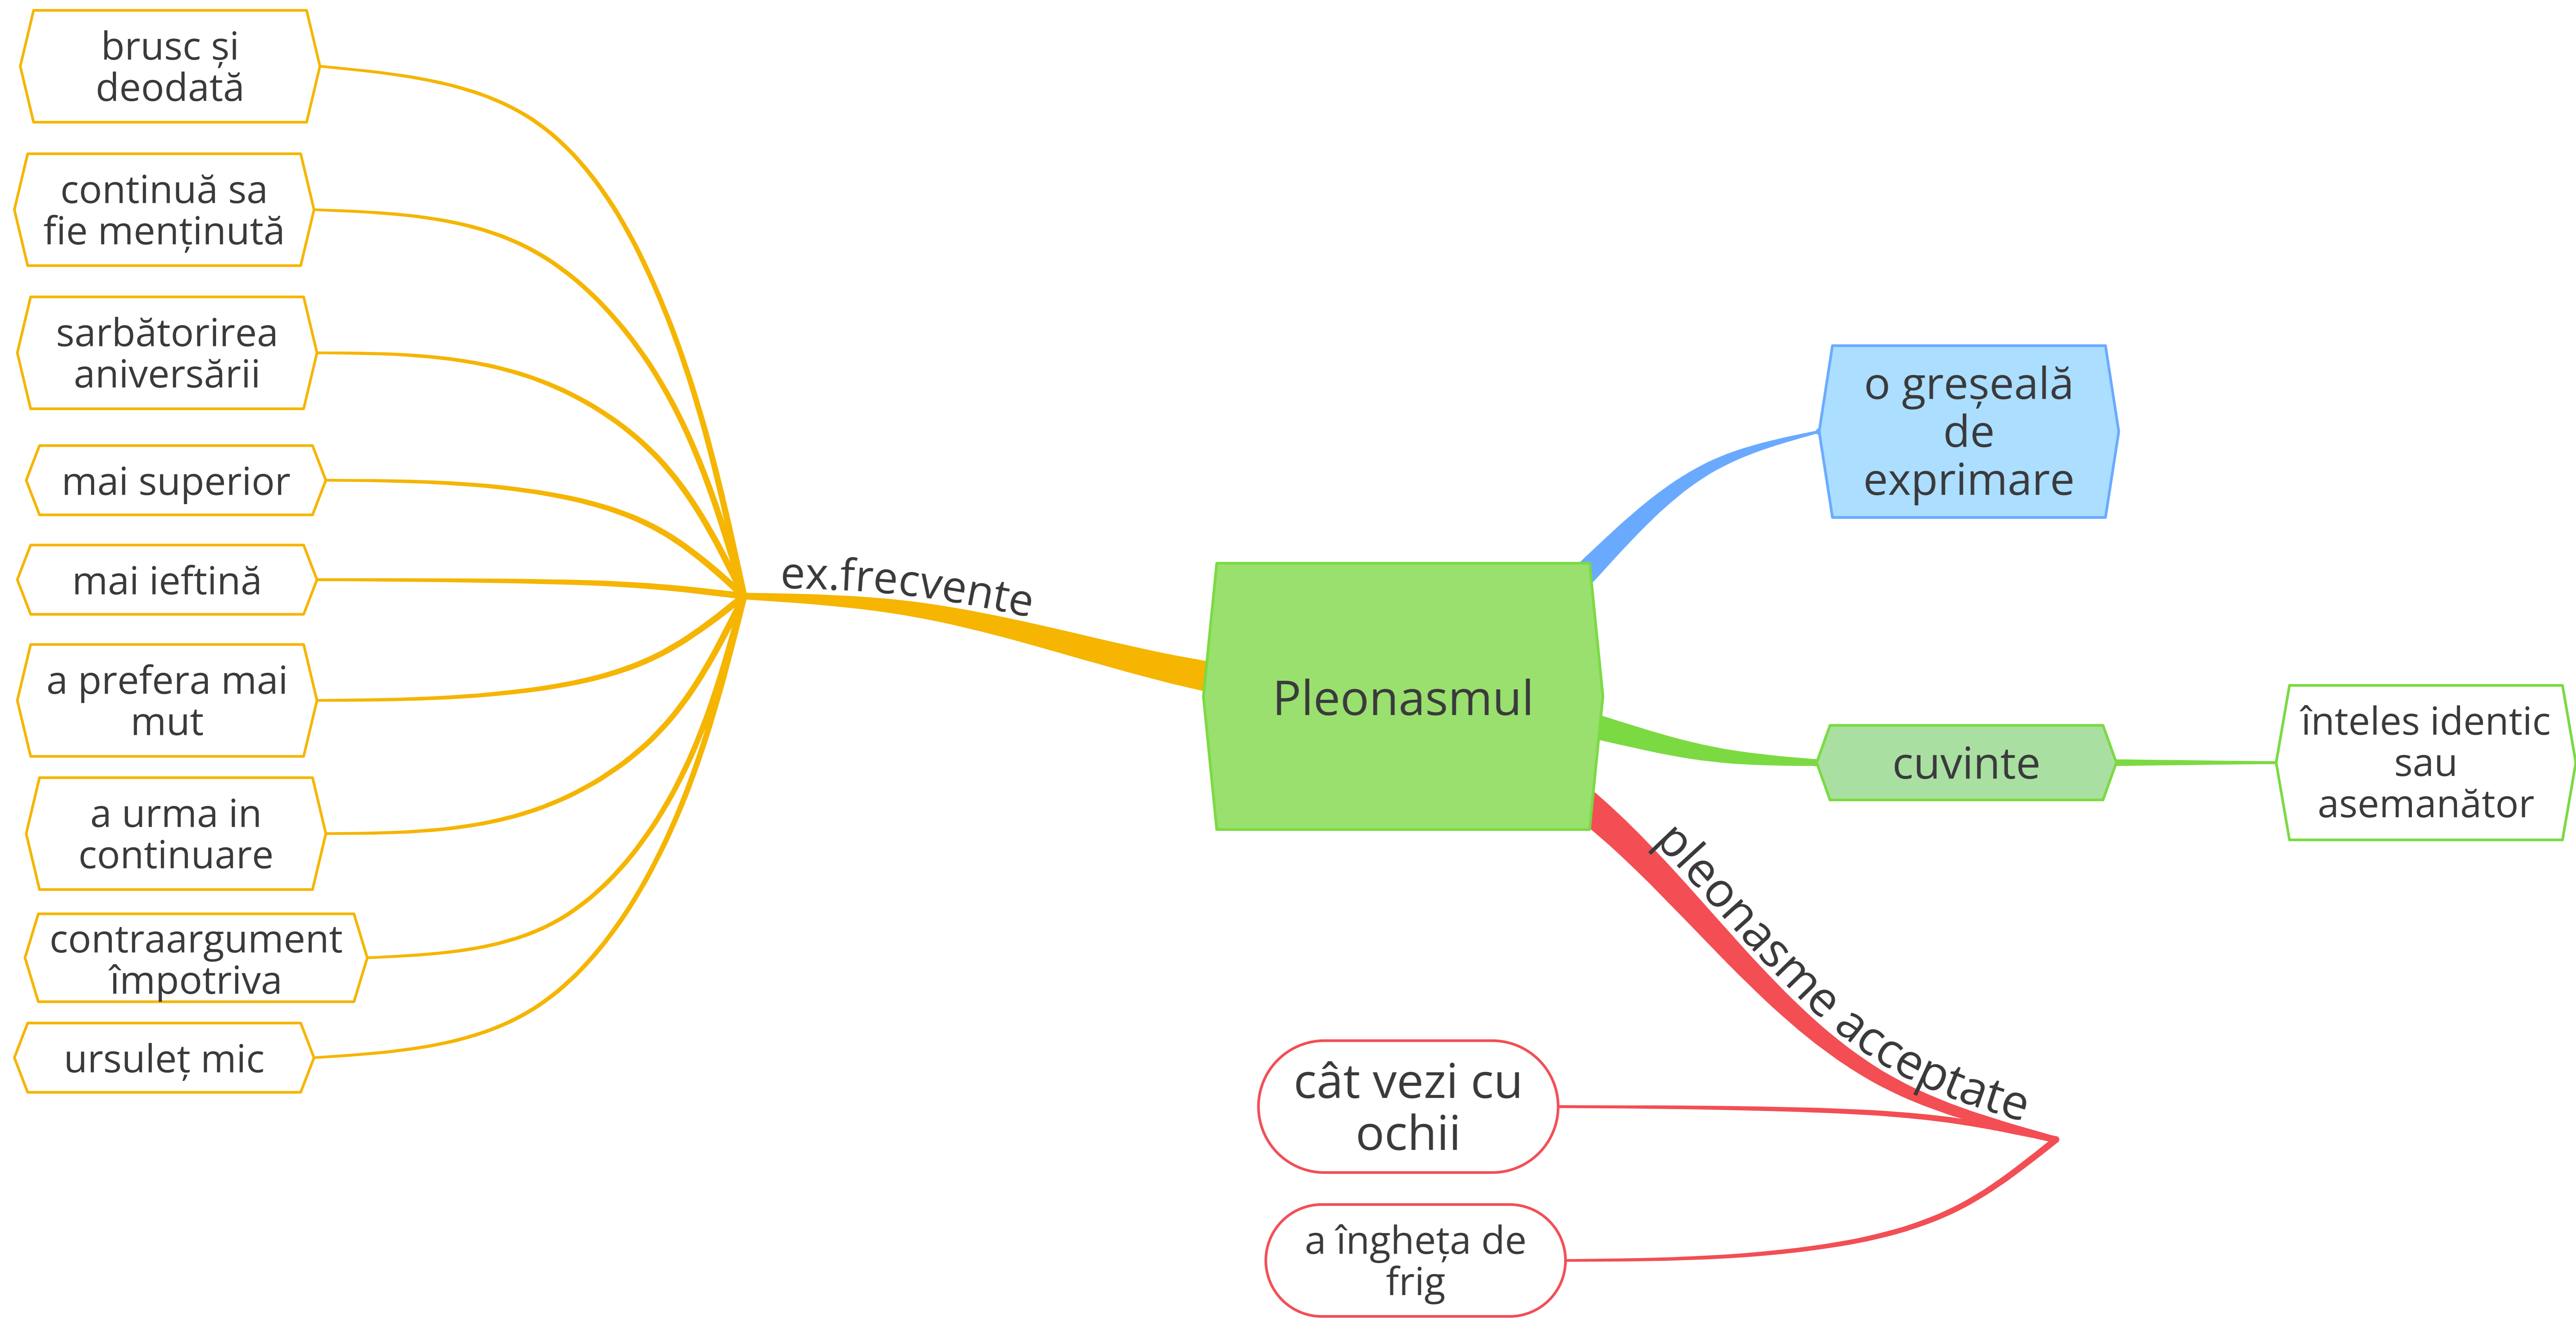 brusc și
deodată
continuă sa
fie menținută
sarbătorirea
aniversării
mai superior
mai ieftină
a prefera mai
mut
a urma in
continuare
contraargument
împotriva
ursuleț mic
ex.frecvente
Pleonasmul
o greșeală
de
exprimare
cuvinte
înteles identic
sau
asemanător
pleonasme acceptate
cât vezi cu
ochii
a îngheța de
frig